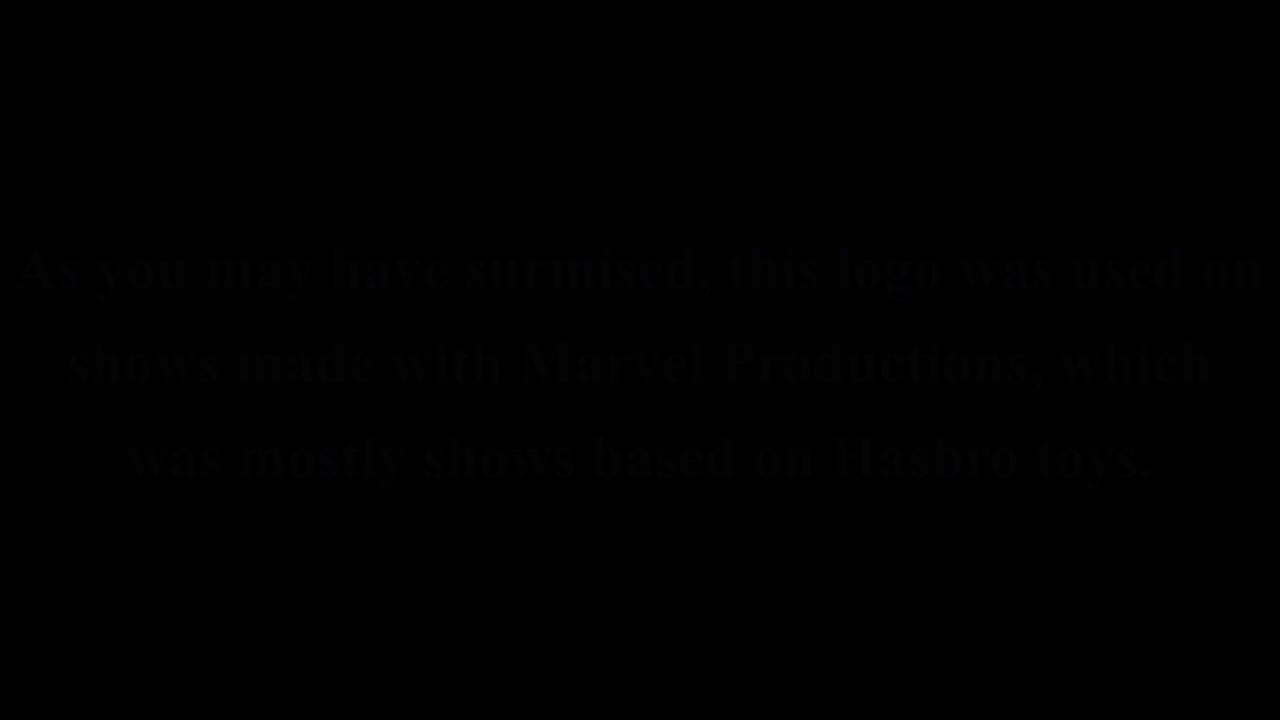 As you may have surmised, this logo was used on
shows made with Marvel Productions, which
was mostly shows based on Hasbro toys.